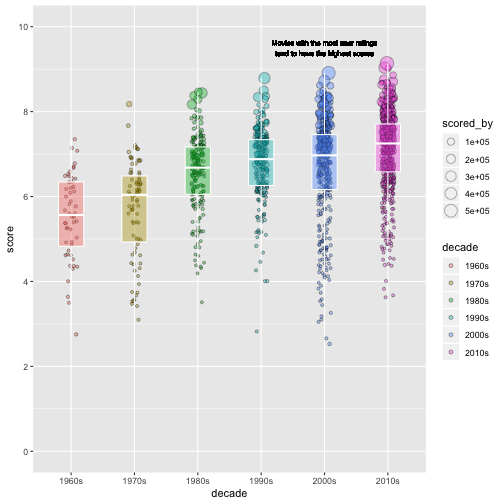 Movies with the most user ratings
tend to have the highest scores
10
8
6
4
2
0
score
1960s
1970s
1980s
1990s
2000s
2010s
decade
scored_by
1e+05
2e+05
3e+05
4e+05
5e+05
decade
1960s
1970s
1980s
1990s
2000s
2010s